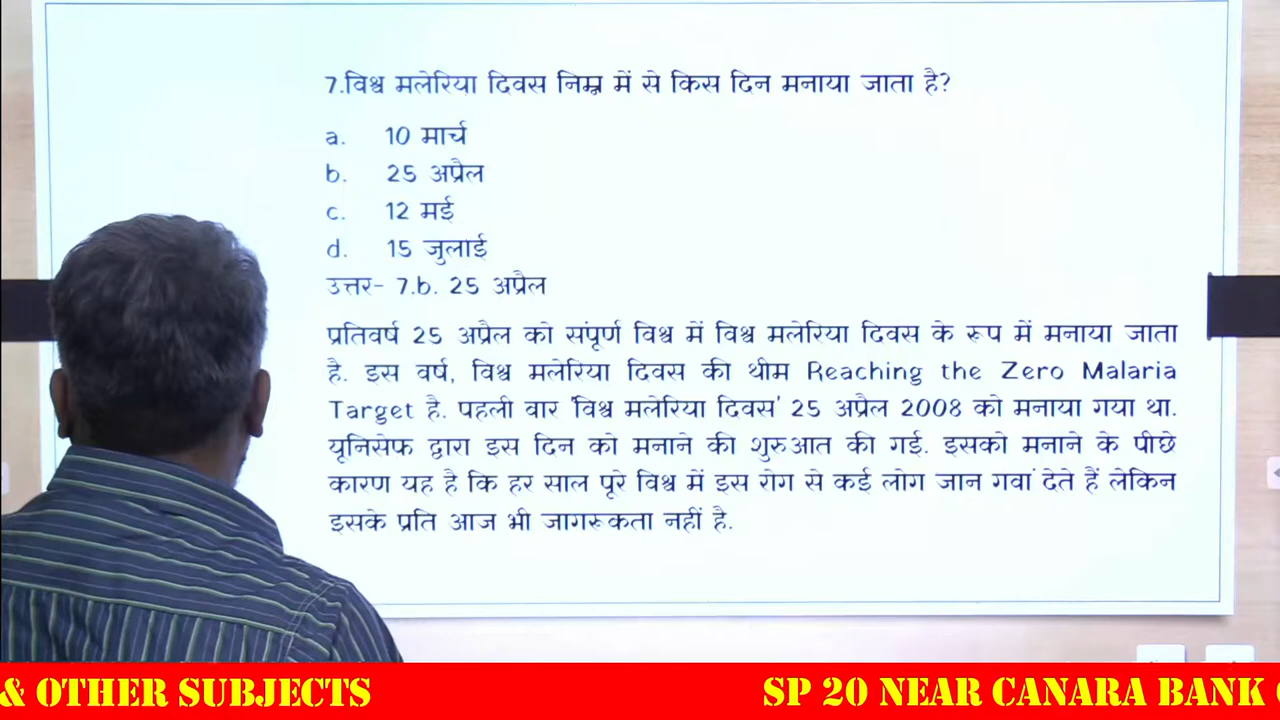 7.विश्व मलेरिया दिवस निम्न में से किस दिन मनाया जाता है?
a. 10 मार्च
b. 25 अप्रैल
c. 12 मई
d. 15 जुलाई
उत्तर- 7.b. 25 अप्रैल
प्रतिवर्ष 25 अप्रैल को संपूर्ण विश्व में विश्व मलेरिया दिवस के रूप में मनाया जाता
है. इस वर्ष, विश्व मलेरिया दिवस की थीम Reaching the Zero Malaria
Target है. पहली बार 'विश्व मलेरिया दिवस' 25 अप्रैल 2008 को मनाया गया था.
यूनिसेफ द्वारा इस दिन को मनाने की शुरुआत की गई. इसको मनाने के पीछे
कारण यह है कि हर साल पूरे विश्व में इस रोग से कई लोग जान गवां देते हैं लेकिन
इसके प्रति आज भी जागरूकता नहीं है.
& OTHER SUBJECTS SP 20 NEAR CANARA BANK